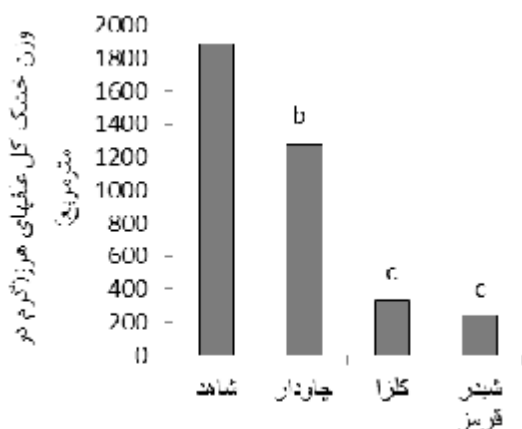 وزن خشک کل علفهای هرز(گرم در
مترمربع)
2000
1800
1600
1400
1200
1000
800
600
400
200
0
b
c
c
شاهد
چاودار
کلزا
شبدر
قرمز